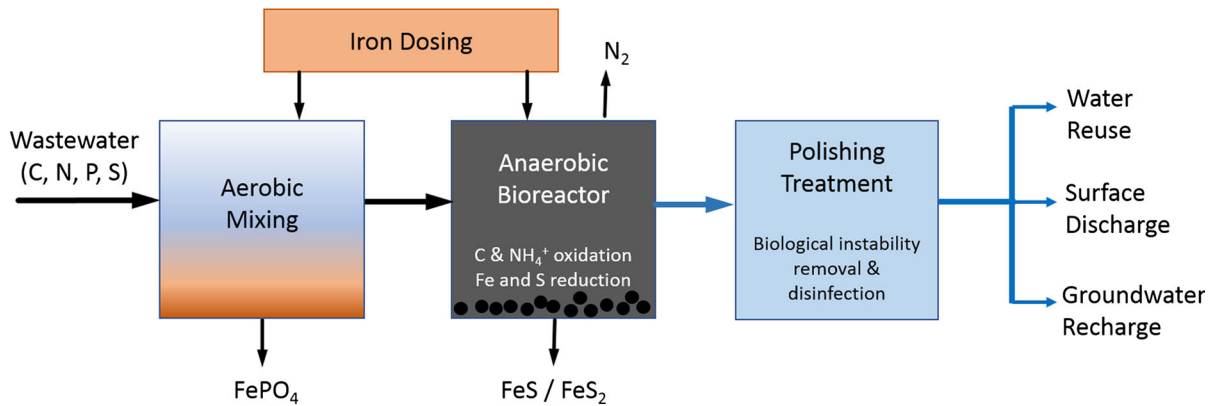 Iron Dosing
N₂
Wastewater
(C, N, P, S)
Aerobic
Mixing
Anaerobic
Bioreactor
C & NH₄⁺ oxidation
Fe and S reduction
Polishing
Treatment
Biological instability
removal &
disinfection
Water
Reuse
Surface
Discharge
Groundwater
Recharge
FePO₄
FeS / FeS₂